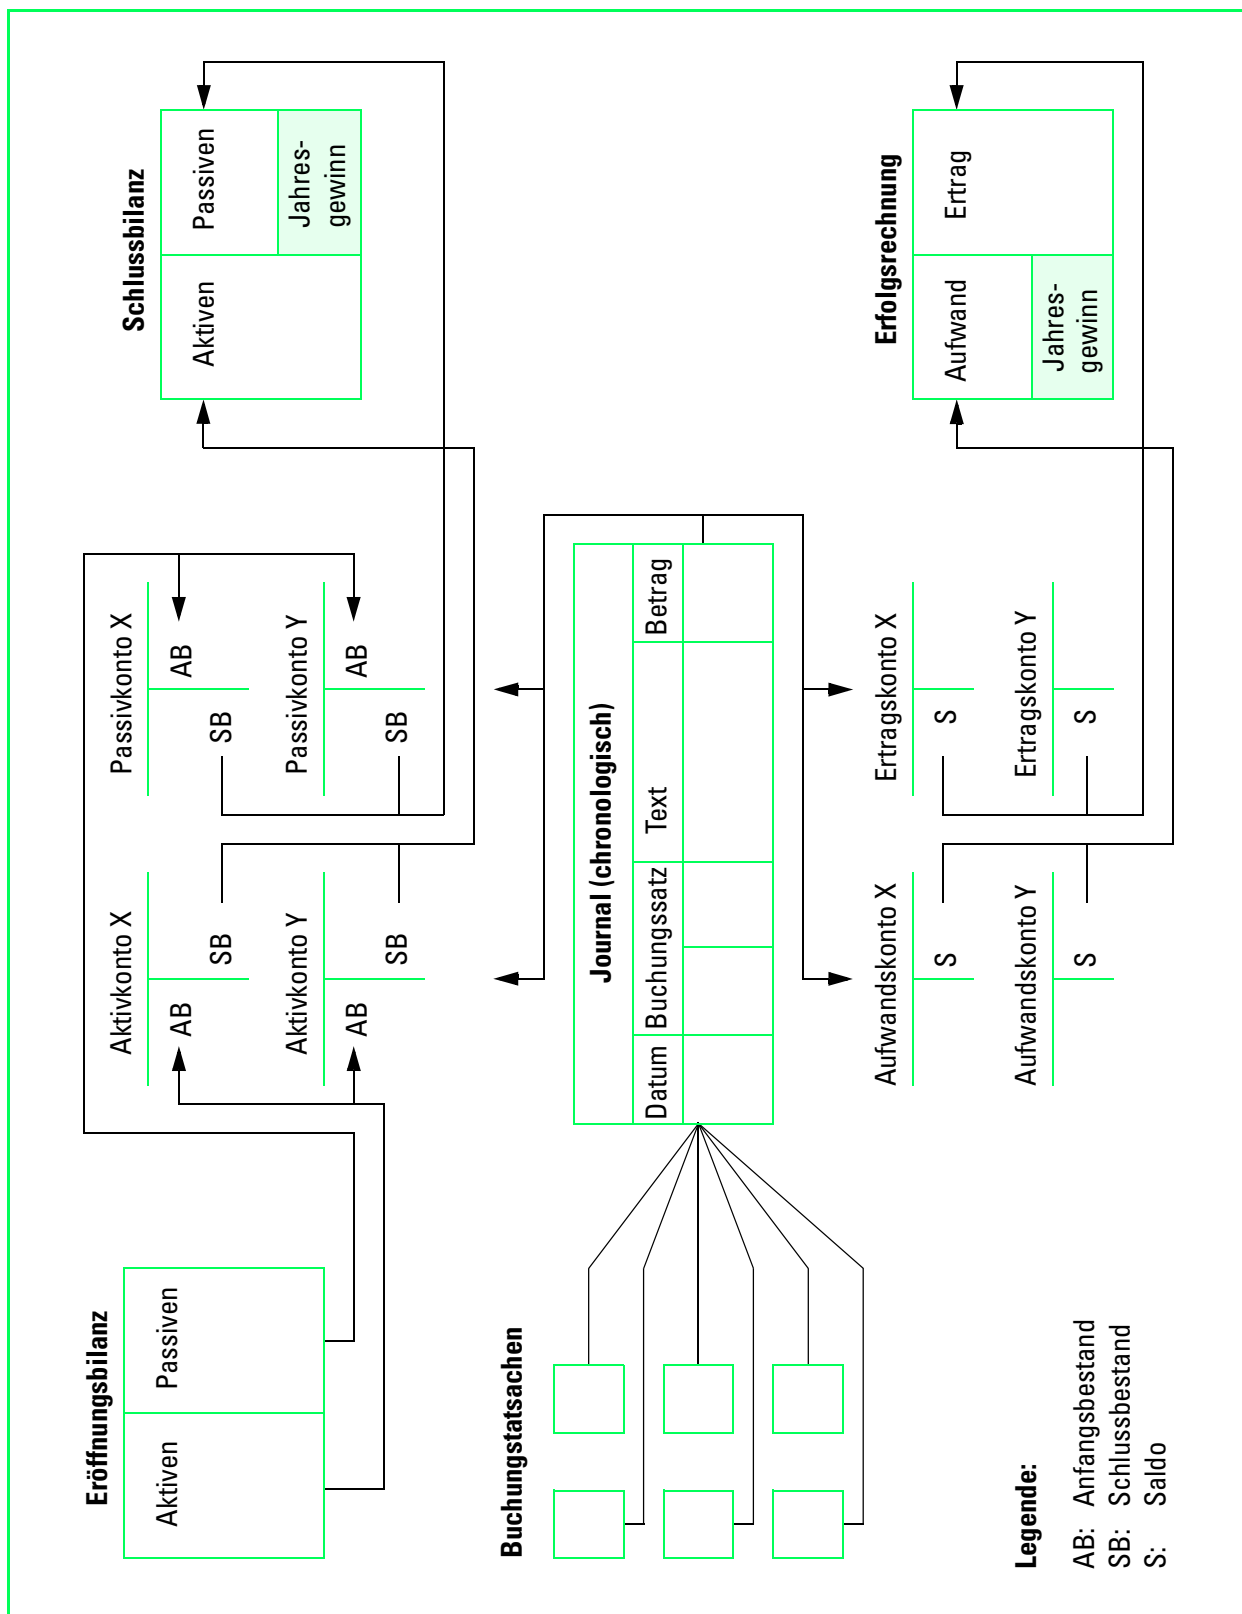 Eröffnungsbilanz
Aktiven
Passiven
Aktivkonto X
AB
SB
Passivkonto X
SB
AB
Aktivkonto Y
AB
SB
Passivkonto Y
SB
AB
Schlussbilanz
Aktiven
Passiven
Jahres-
gewinn
Buchungstatsachen
Journal (chronologisch)
Datum
Buchungssatz
Text
Betrag
Aufwandskonto X
S
Ertragskonto X
S
Aufwandskonto Y
S
Ertragskonto Y
S
Erfolgsrechnung
Aufwand
Ertrag
Jahres-
gewinn
Legende:
AB: Anfangsbestand
SB: Schlussbestand
S: Saldo